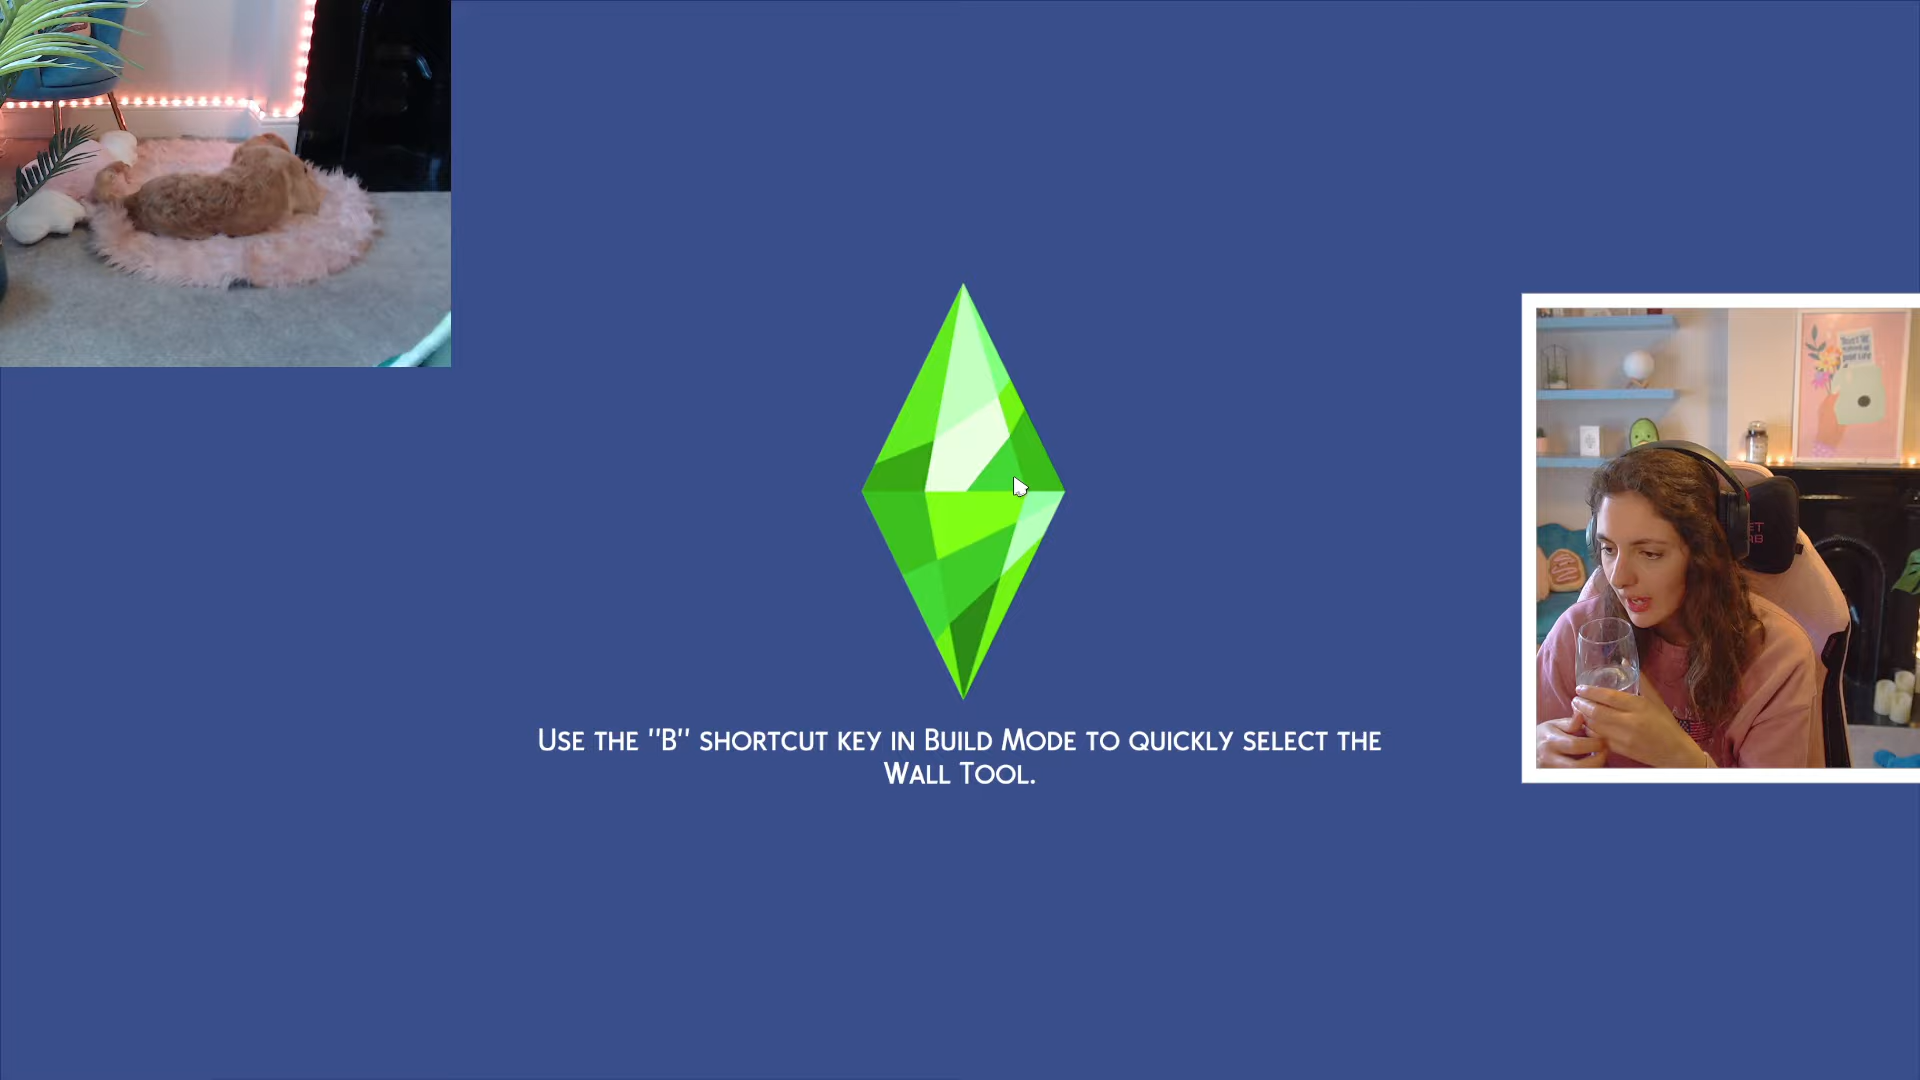 USE THE "B" SHORTCUT KEY IN BUILD MODE TO QUICKLY SELECT THE
WALL TOOL.